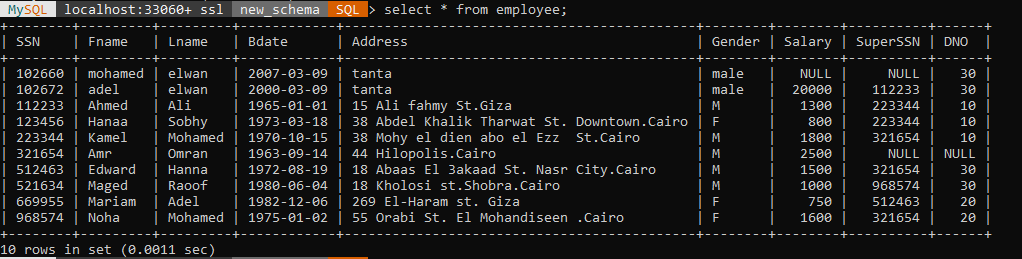 MySQL localhost:33060+ ssl new_schema SQL > select * from employee;
+--------+---------+---------+------------+-------------------------------------------+--------+--------+----------+------+
| SSN    | Fname   | Lname   | Bdate      | Address                                   | Gender | Salary | SuperSSN | DNO  |
+--------+---------+---------+------------+-------------------------------------------+--------+--------+----------+------+
| 102660 | mohamed | elwan   | 2007-03-09 | tanta                                     | male   |   NULL |     NULL |   30 |
| 102672 | adel    | elwan   | 2000-03-09 | tanta                                     | male   |  20000 |   112233 |   30 |
| 112233 | Ahmed   | Ali     | 1965-01-01 | 15 Ali fahmy St.Giza                      | M      |   1300 |   223344 |   10 |
| 123456 | Hanaa   | Sobhy   | 1973-03-18 | 38 Abdel Khalik Tharwat St. Downtown.Cairo | F      |    800 |   223344 |   10 |
| 223344 | Kamel   | Mohamed | 1970-10-15 | 38 Mohy el dien abo el Ezz  St.Cairo      | M      |   1800 |   321654 |   10 |
| 321654 | Amr     | Omran   | 1963-09-14 | 44 Hilopolis.Cairo                        | M      |   2500 |     NULL | NULL |
| 512463 | Edward  | Hanna   | 1972-08-19 | 18 Abaas El 3akaad St. Nasr City.Cairo    | M      |   1500 |   321654 |   30 |
| 521634 | Maged   | Raoof   | 1980-06-04 | 18 Kholosi st.Shobra.Cairo                | M      |   1000 |   968574 |   30 |
| 669955 | Mariam  | Adel    | 1982-12-06 | 269 El-Haram st. Giza                     | F      |    750 |   512463 |   20 |
| 968574 | Noha    | Mohamed | 1975-01-02 | 55 Orabi St. El Mohandiseen .Cairo        | F      |   1600 |   321654 |   20 |
+--------+---------+---------+------------+-------------------------------------------+--------+--------+----------+------+
10 rows in set (0.0011 sec)